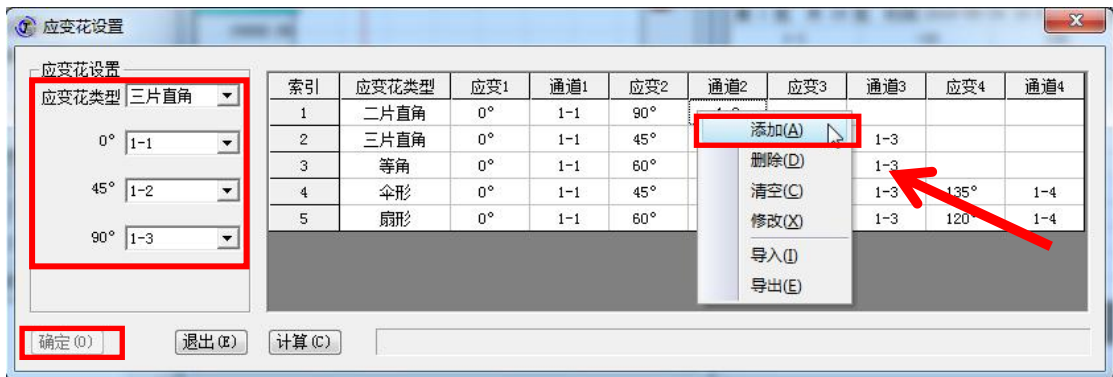 应变花设置
应变花设置
应变花类型 三片直角
0° 1-1
45° 1-2
90° 1-3
索引 应变花类型 应变1 通道1 应变2 通道2 应变3 通道3 应变4 通道4
1 二片直角 0° 1-1 90°
2 三片直角 0° 1-1 45° 1-3
3 等角 0° 1-1 60° 1-3
4 伞形 0° 1-1 45° 1-3 135° 1-4
5 扇形 0° 1-1 60° 1-3 120° 1-4
添加(A)
删除(D)
清空(C)
修改(X)
导入(I)
导出(E)
确定(O) 退出(E) 计算(C)